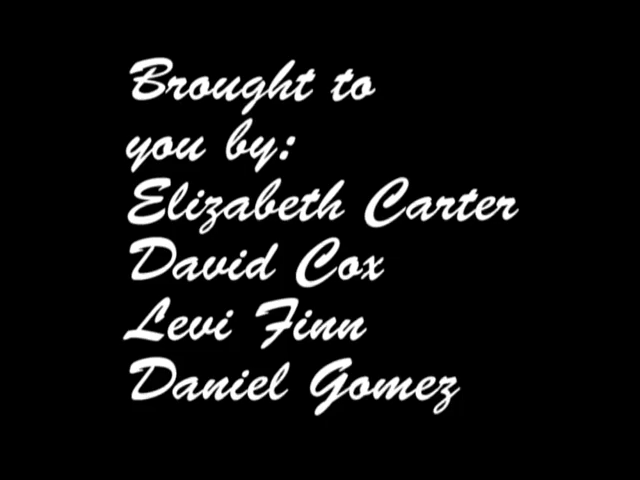 Brought to
you by:
Elizabeth Carter
David Cox
Levi Finn
Daniel Gomez